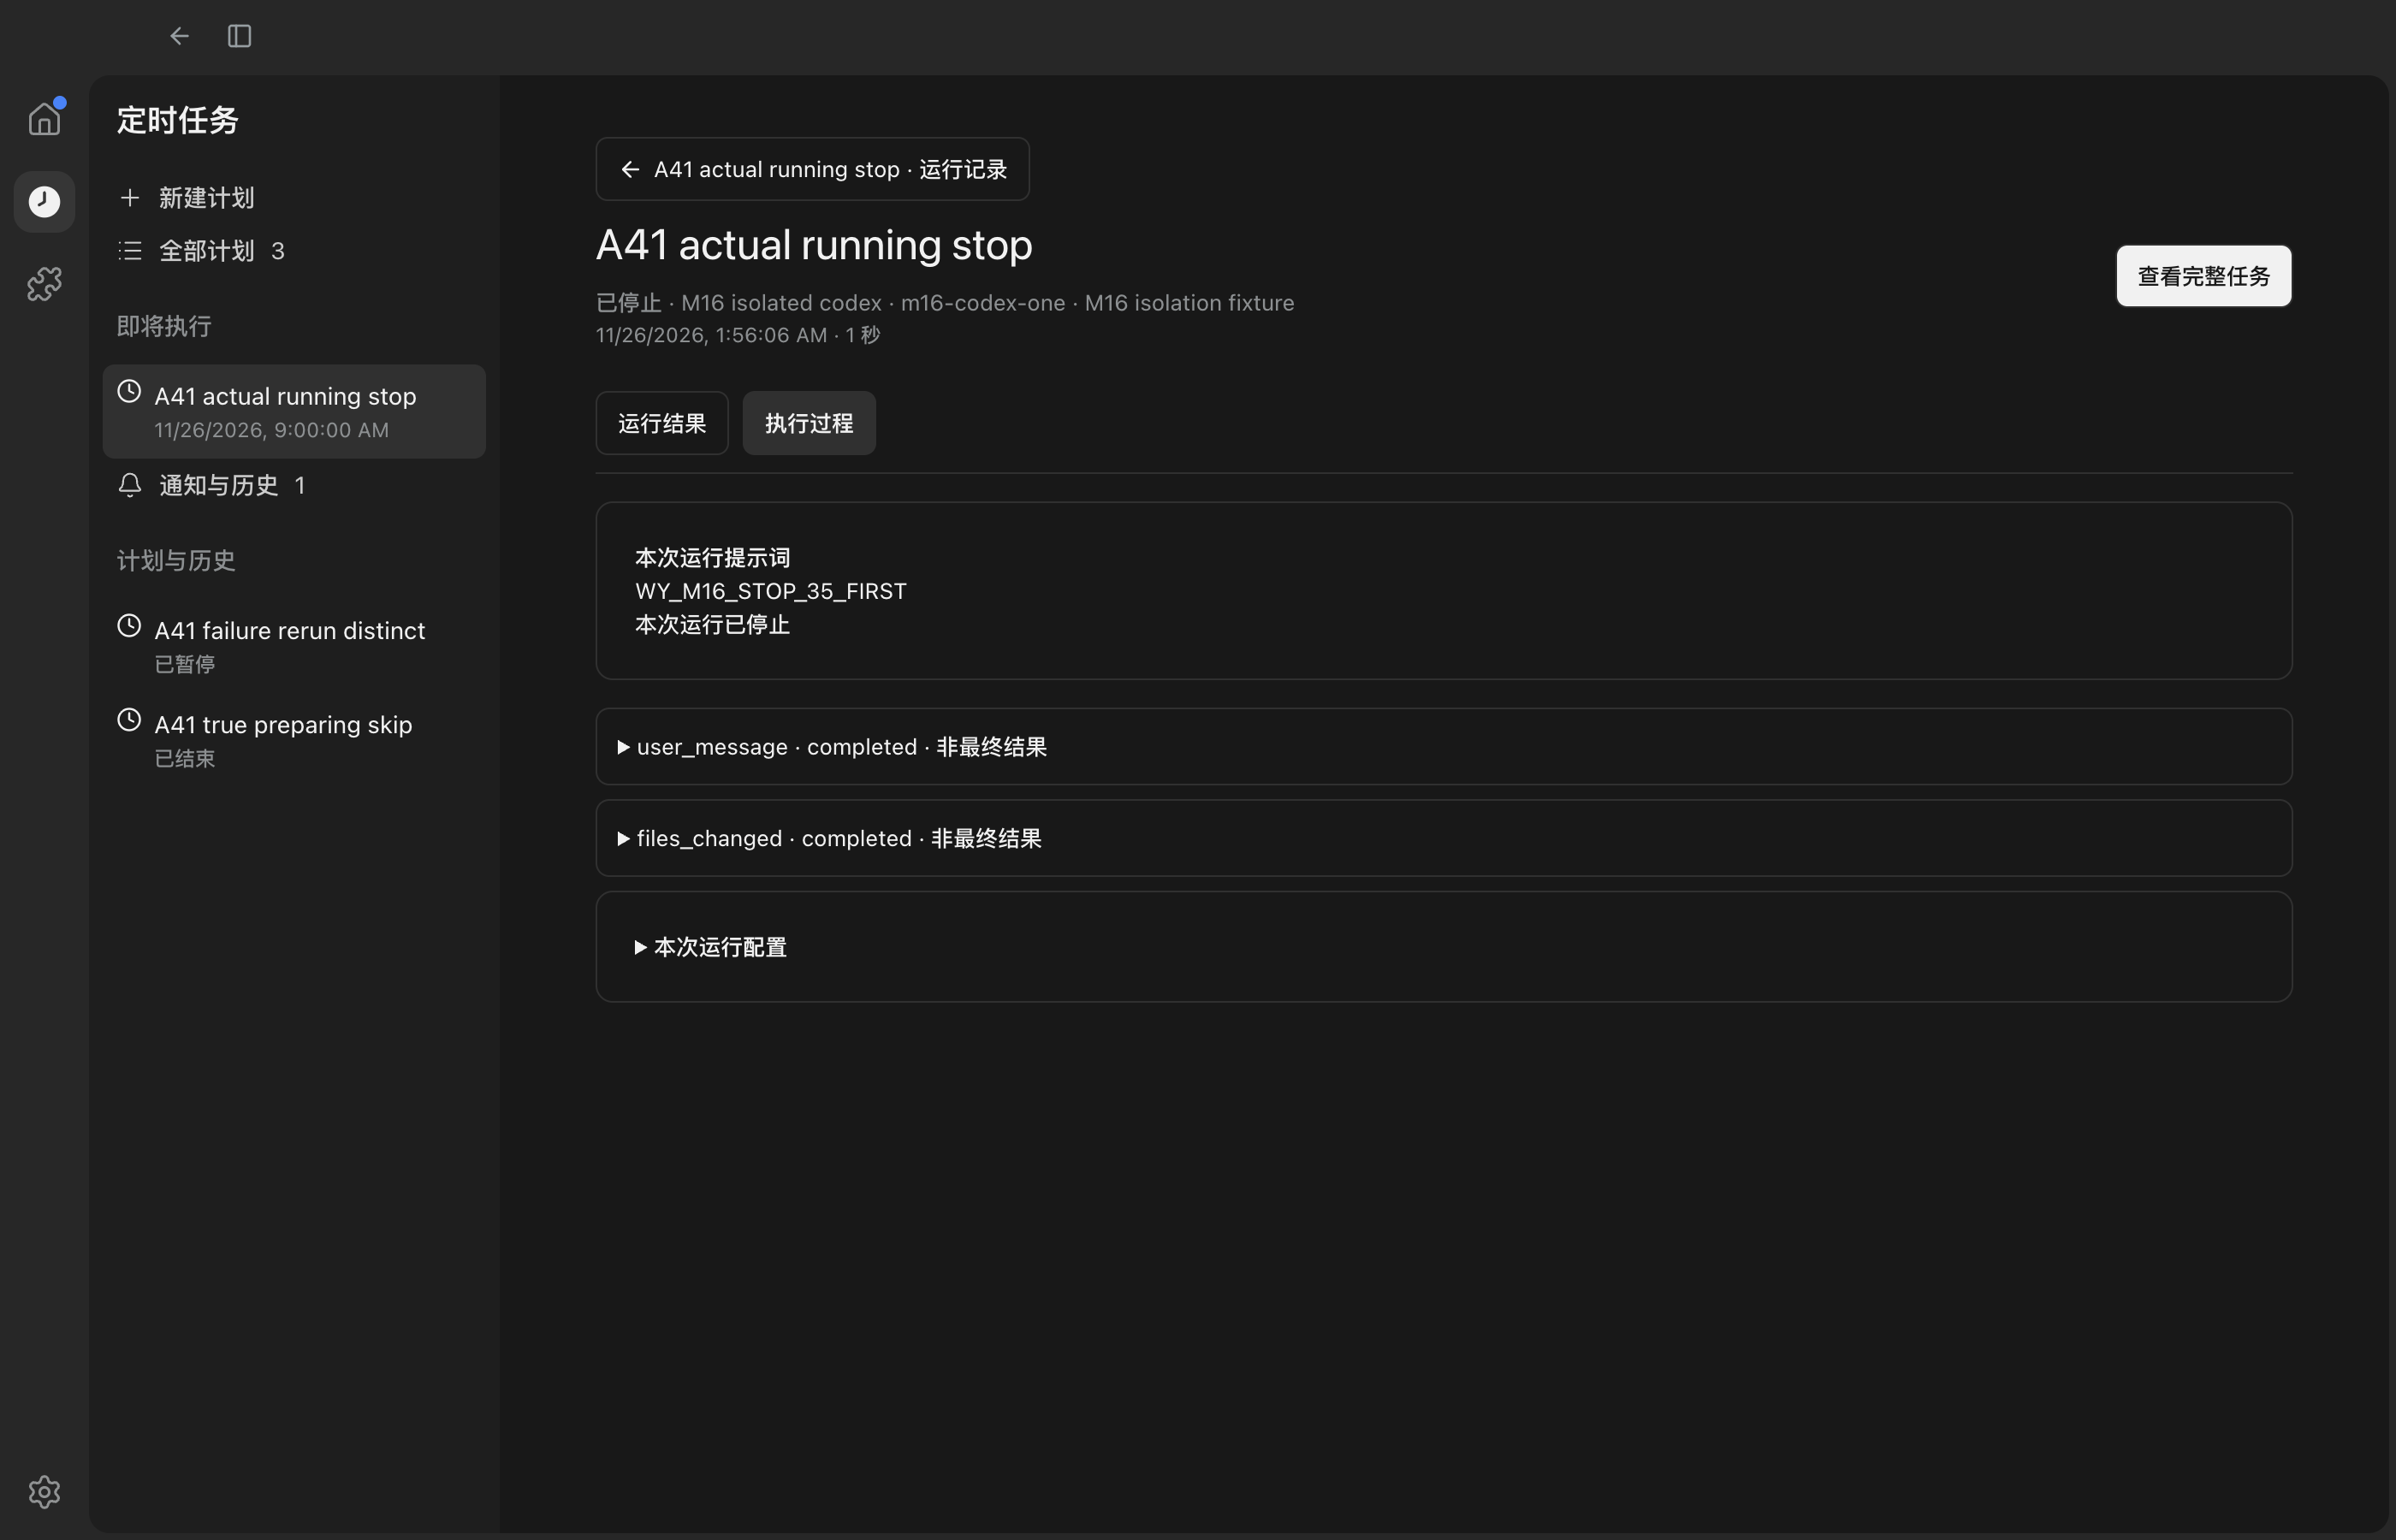 定时任务
新建计划
全部计划 3
即将执行
A41 actual running stop
11/26/2026, 9:00:00 AM
通知与历史 1
计划与历史
A41 failure rerun distinct
已暂停
A41 true preparing skip
已结束
A41 actual running stop · 运行记录
A41 actual running stop
已停止 · M16 isolated codex · m16-codex-one · M16 isolation fixture
11/26/2026, 1:56:06 AM · 1 秒
查看完整任务
运行结果
执行过程
本次运行提示词
WY_M16_STOP_35_FIRST
本次运行已停止
user_message · completed · 非最终结果
files_changed · completed · 非最终结果
本次运行配置